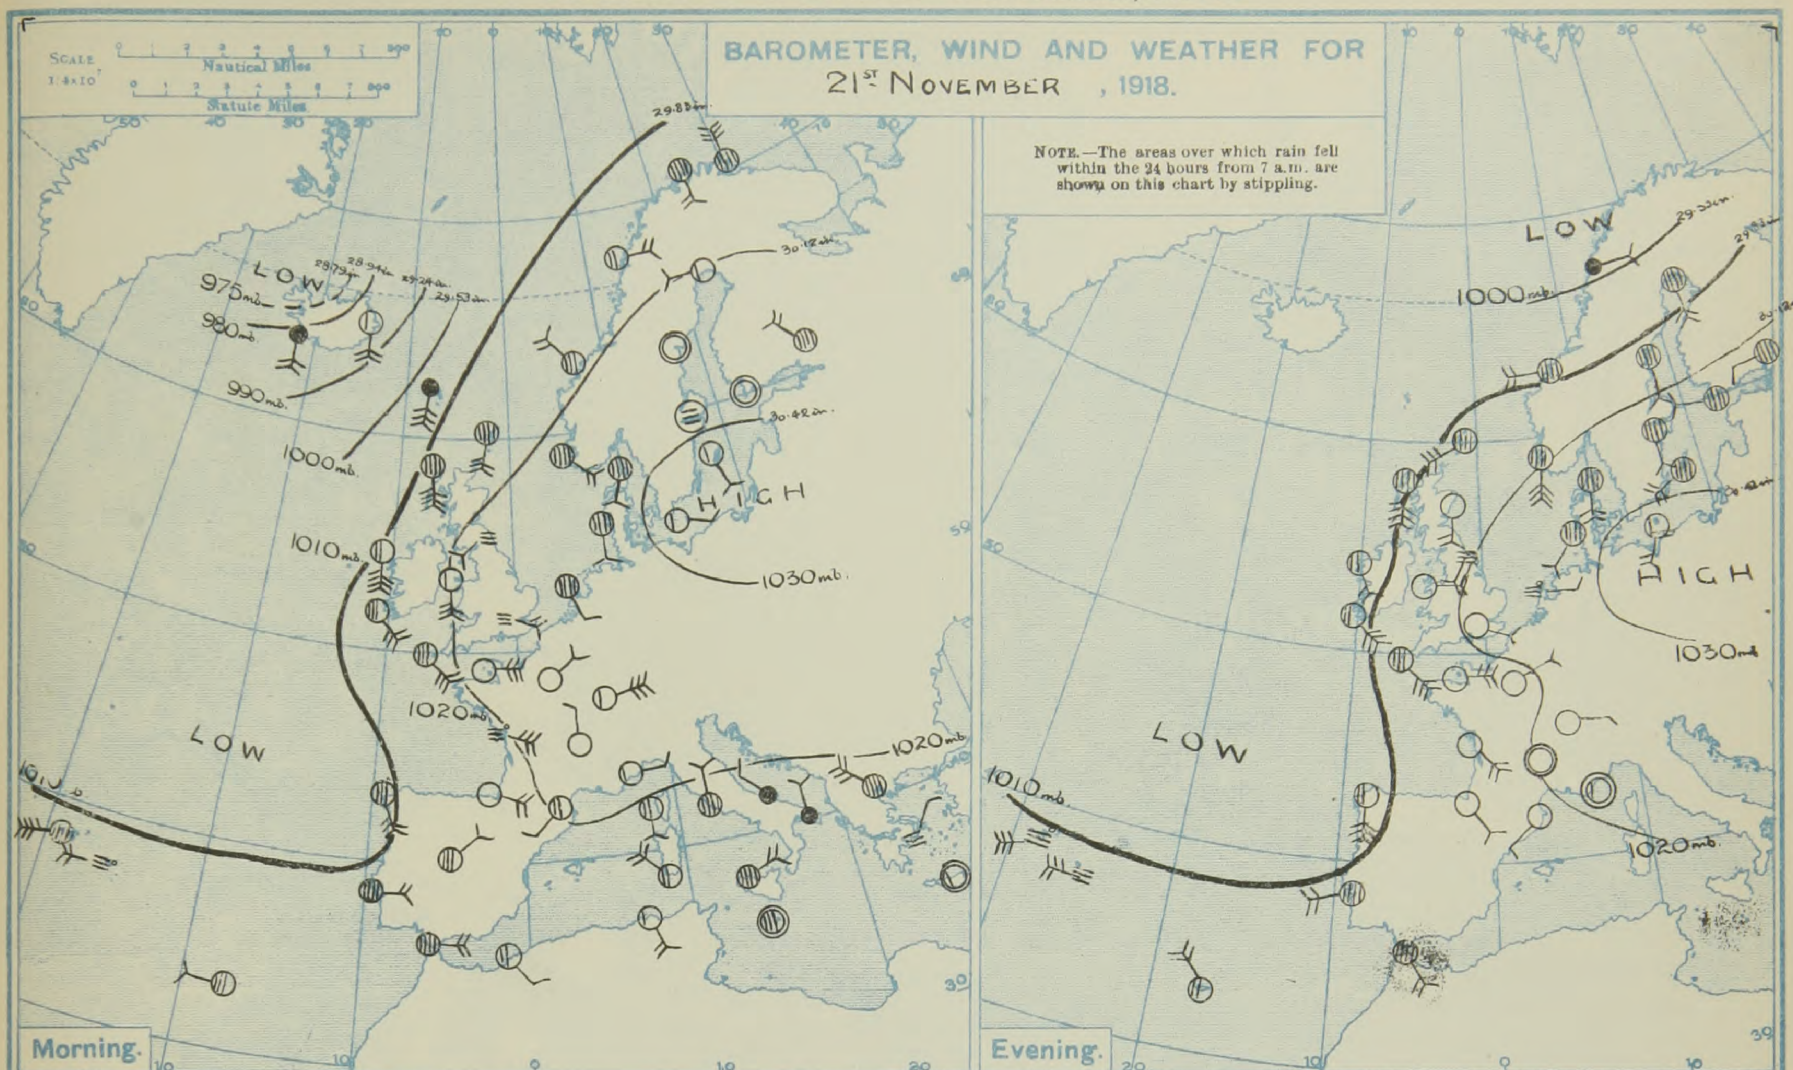 BAROMETER, WIND AND WEATHER FOR
21ST NOVEMBER, 1918.
SCALE
1:4x10⁷
Nautical Miles
Statute Miles
NOTE.—The areas over which rain fell
within the 24 hours from 7 a.m. are
shown on this chart by stippling.
29.83in.
30.12in.
LOW
28.79in.
28.94in.
29.24in.
29.53in.
975mb.
980mb
990mb.
1000mb.
30.42in.
HIGH
1010mb.
1030mb.
1020mb.
LOW
1020mb.
Morning.
LOW
1000mb.
HIGH
1030mb
LOW
1010mb.
1020mb.
Evening.